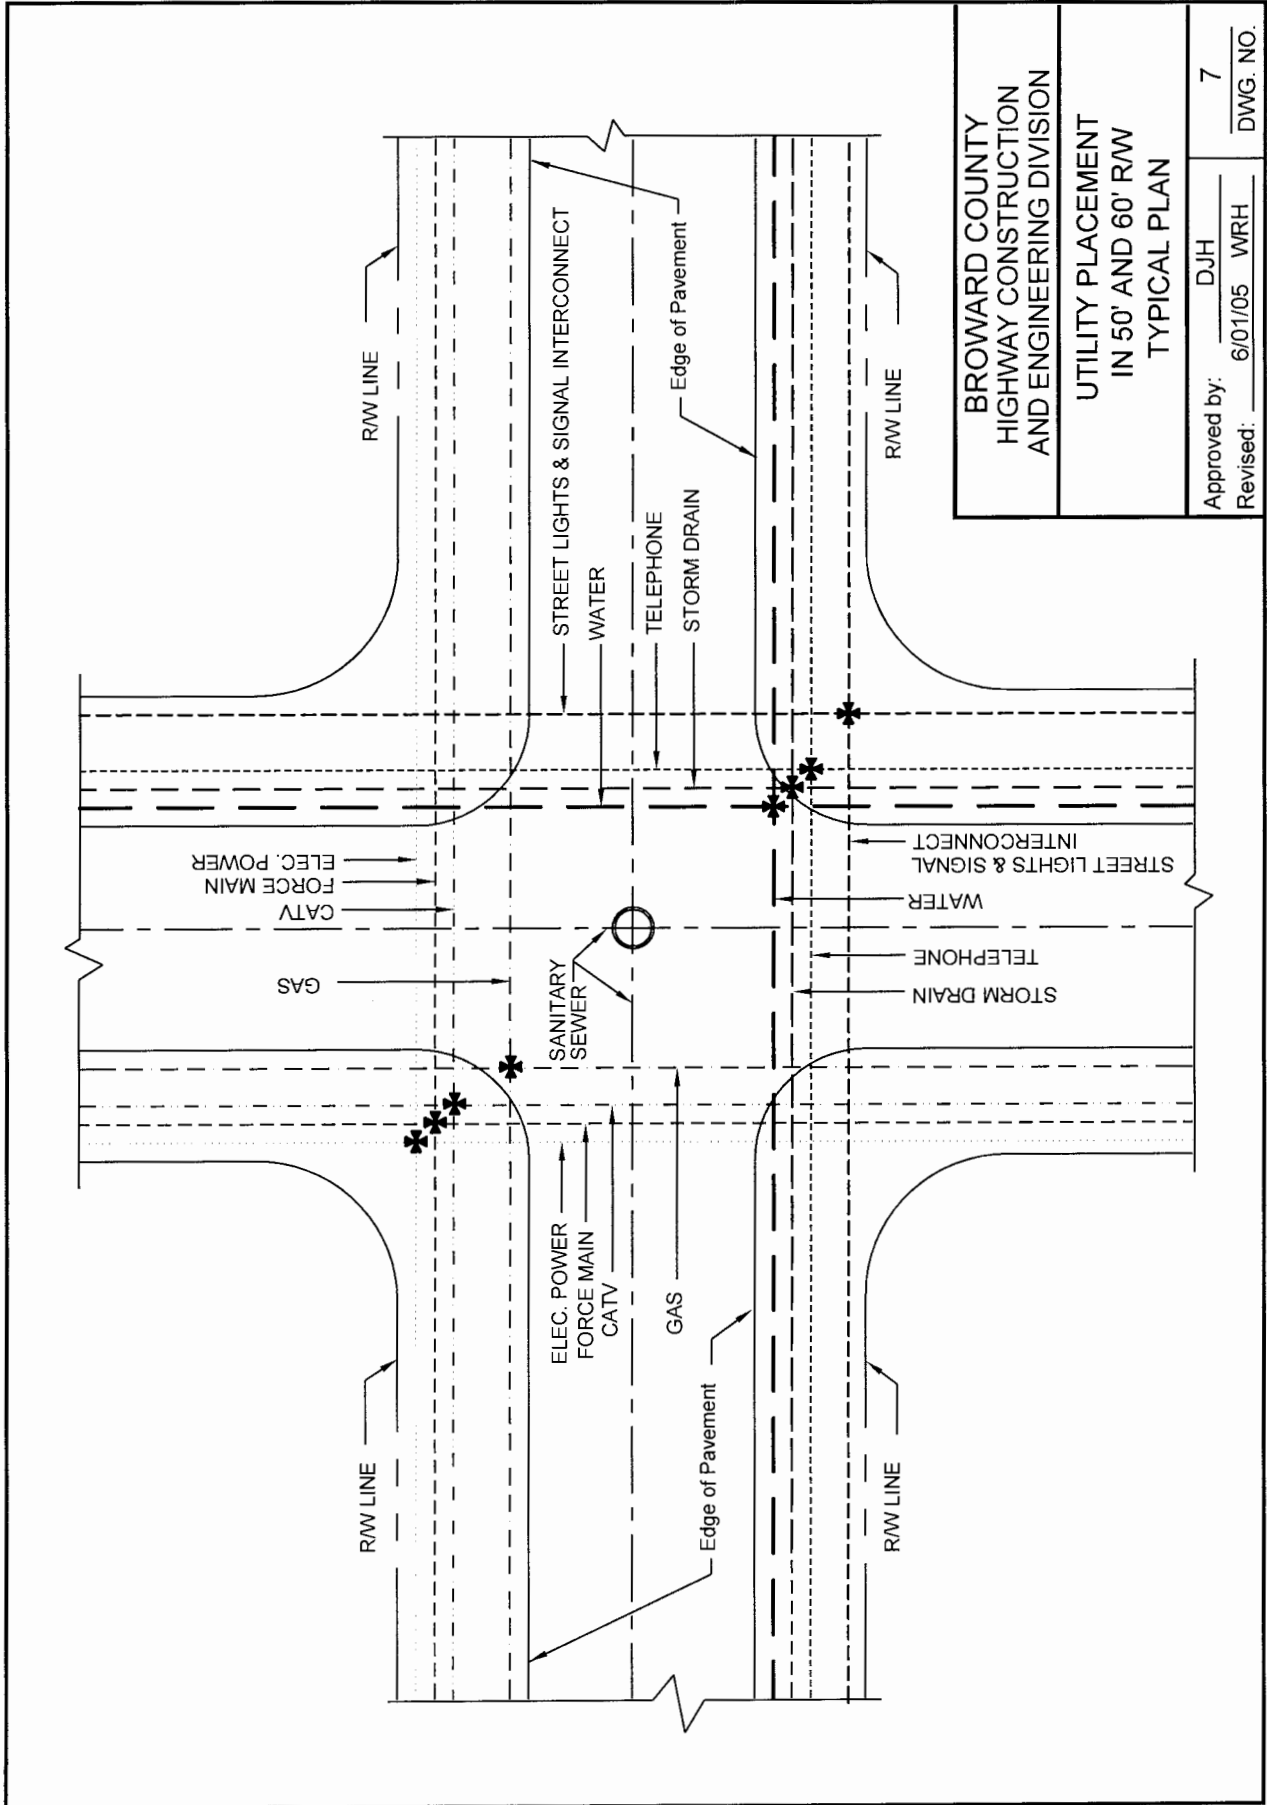 R/W LINE
R/W LINE
ELEC. POWER
FORCE MAIN
CATV
GAS
STREET LIGHTS & SIGNAL INTERCONNECT
WATER
TELEPHONE
STORM DRAIN
SANITARY
SEWER
ELEC. POWER
FORCE MAIN
CATV
GAS
Edge of Pavement
Edge of Pavement
STREET LIGHTS & SIGNAL
INTERCONNECT
WATER
TELEPHONE
STORM DRAIN
R/W LINE
R/W LINE
BROWARD COUNTY
HIGHWAY CONSTRUCTION
AND ENGINEERING DIVISION
UTILITY PLACEMENT
IN 50' AND 60' R/W
TYPICAL PLAN
Approved by: DJH
Revised: 6/01/05 WRH
7
DWG. NO.